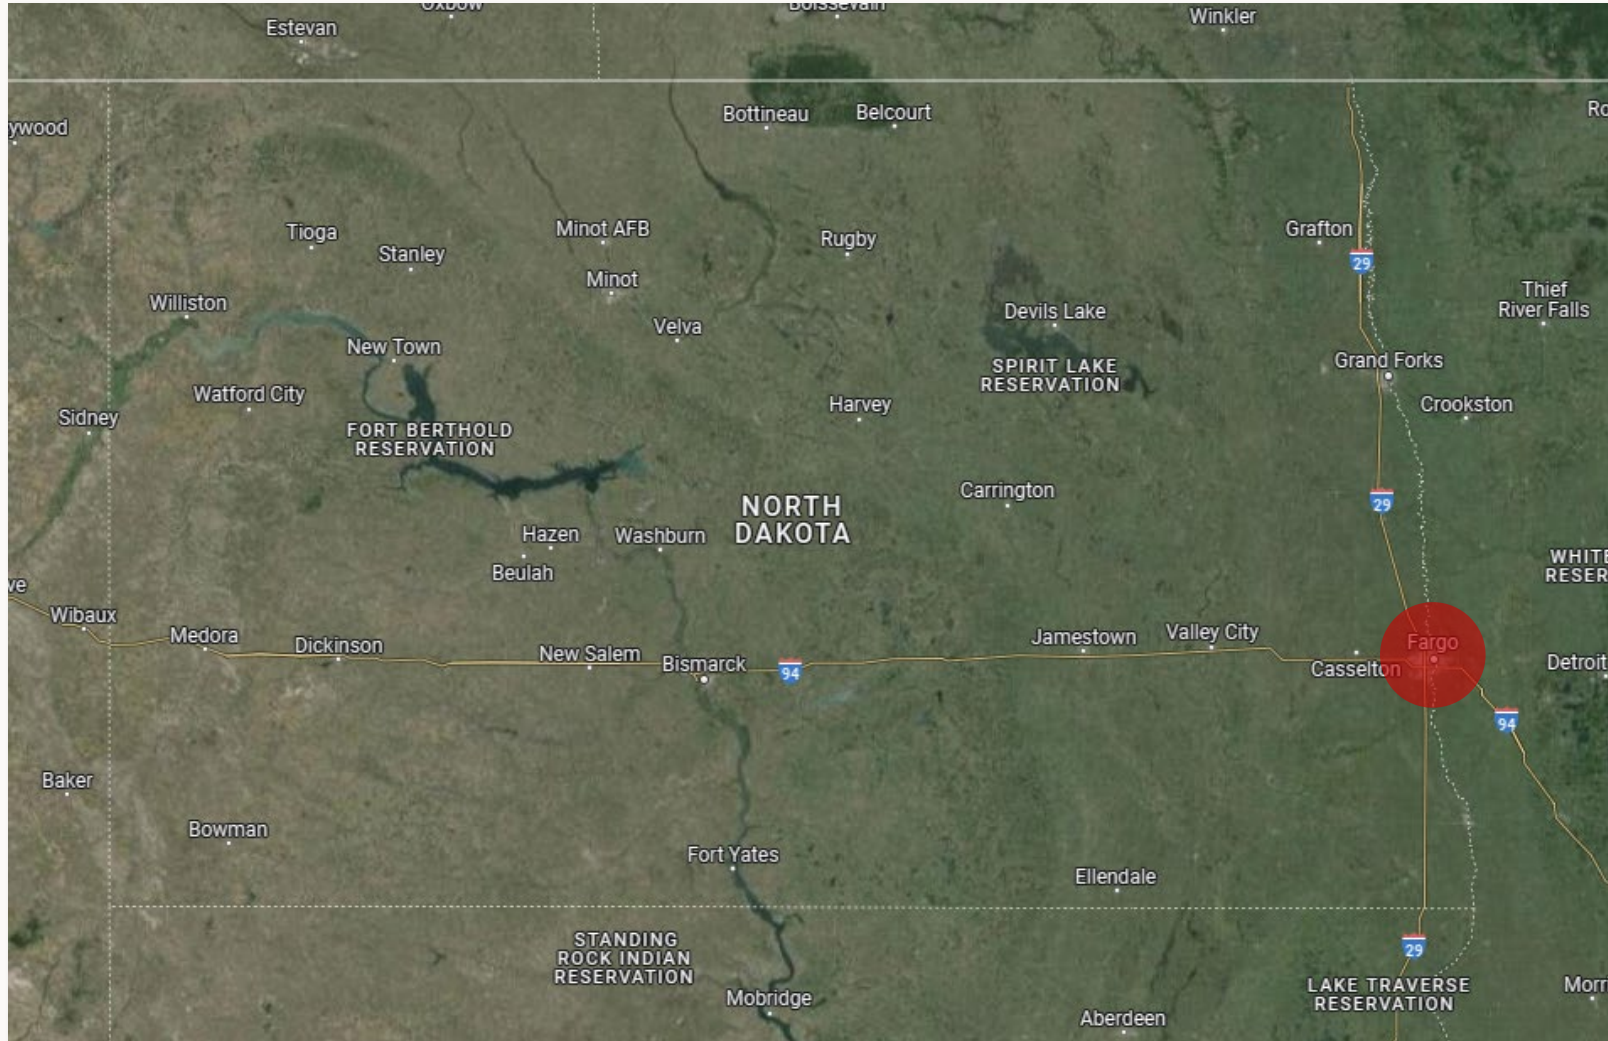 Oxbow
Boissevain
Estevan
Winkler
Bottineau
Belcourt
ywood
Ro
Tioga
Stanley
Minot AFB
Rugby
Grafton
29
Minot
Williston
Thief
River Falls
Devils Lake
Velva
New Town
SPIRIT LAKE
RESERVATION
Grand Forks
Watford City
Sidney
Harvey
Crookston
FORT BERTHOLD
RESERVATION
Carrington
29
NORTH
DAKOTA
Hazen
Washburn
Beulah
WHITE
RESER
ve
Wibaux
Medora
Dickinson
New Salem
Bismarck
94
Jamestown
Valley City
Fargo
Casselton
Detroit
94
Baker
Bowman
Fort Yates
Ellendale
STANDING
ROCK INDIAN
RESERVATION
29
LAKE TRAVERSE
RESERVATION
Morr
Mobridge
Aberdeen